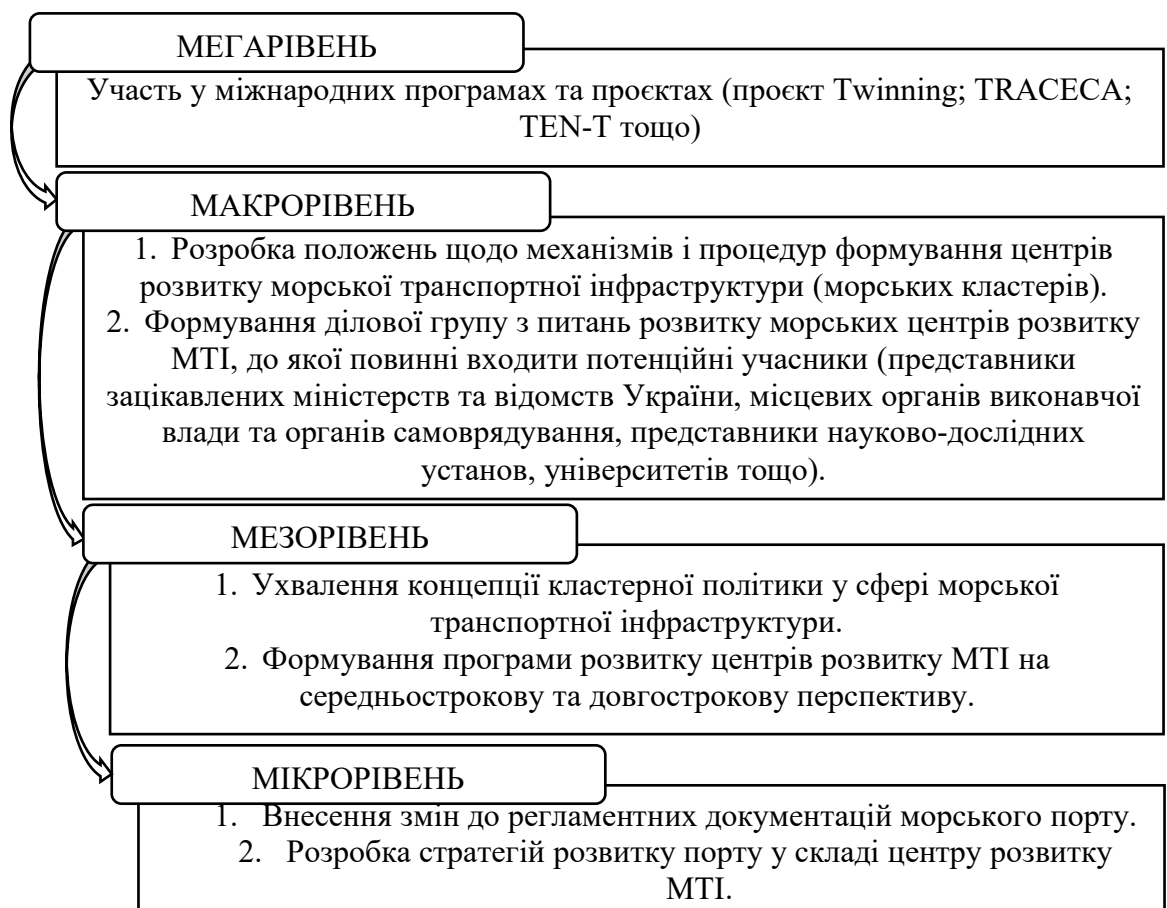 МЕГАРІВЕНЬ
Участь у міжнародних програмах та проєктах (проєкт Twinning; TRACECA;
TEN-T тощо)
МАКРОРІВЕНЬ
1. Розробка положень щодо механізмів і процедур формування центрів
розвитку морської транспортної інфраструктури (морських кластерів).
2. Формування ділової групу з питань розвитку морських центрів розвитку
МТІ, до якої повинні входити потенційні учасники (представники
зацікавлених міністерств та відомств України, місцевих органів виконавчої
влади та органів самоврядування, представники науково-дослідних
установ, університетів тощо).
МЕЗОРІВЕНЬ
1. Ухвалення концепції кластерної політики у сфері морської
транспортної інфраструктури.
2. Формування програми розвитку центрів розвитку МТІ на
середньострокову та довгострокову перспективу.
МІКРОРІВЕНЬ
1. Внесення змін до регламентних документацій морського порту.
2. Розробка стратегій розвитку порту у складі центру розвитку
МТІ.